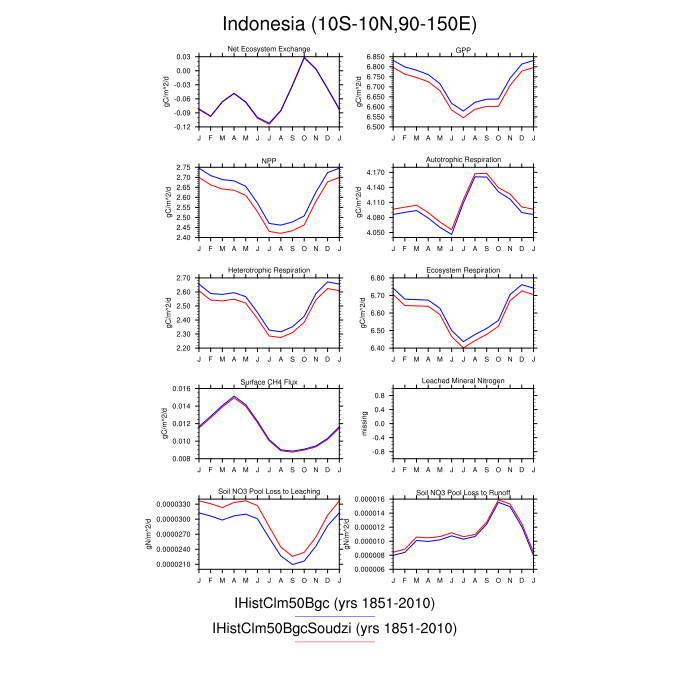 Indonesia (10S-10N,90-150E)
Net Ecosystem Exchange
gC/m^2/d
0.03
0.00
-0.03
-0.06
-0.09
-0.12
J F M A M J J A S O N D J
GPP
gC/m^2/d
6.850
6.800
6.750
6.700
6.650
6.600
6.550
6.500
J F M A M J J A S O N D J
NPP
gC/m^2/d
2.75
2.70
2.65
2.60
2.55
2.50
2.45
2.40
J F M A M J J A S O N D J
Autotrophic Respiration
gC/m^2/d
4.170
4.140
4.110
4.080
4.050
J F M A M J J A S O N D J
Heterotrophic Respiration
gC/m^2/d
2.70
2.60
2.50
2.40
2.30
2.20
J F M A M J J A S O N D J
Ecosystem Respiration
gC/m^2/d
6.80
6.70
6.60
6.50
6.40
J F M A M J J A S O N D J
Surface CH4 Flux
gC/m^2/d
0.016
0.014
0.012
0.010
0.008
J F M A M J J A S O N D J
Leached Mineral Nitrogen
missing
0.8
0.4
0.0
-0.4
-0.8
J F M A M J J A S O N D J
Soil NO3 Pool Loss to Leaching
gN/m^2/d
0.0000330
0.0000300
0.0000270
0.0000240
0.0000210
J F M A M J J A S O N D J
Soil NO3 Pool Loss to Runoff
gN/m^2/d
0.000016
0.000014
0.000012
0.000010
0.000008
0.000006
J F M A M J J A S O N D J
IHistClm50Bgc (yrs 1851-2010)
IHistClm50BgcSoudzi (yrs 1851-2010)